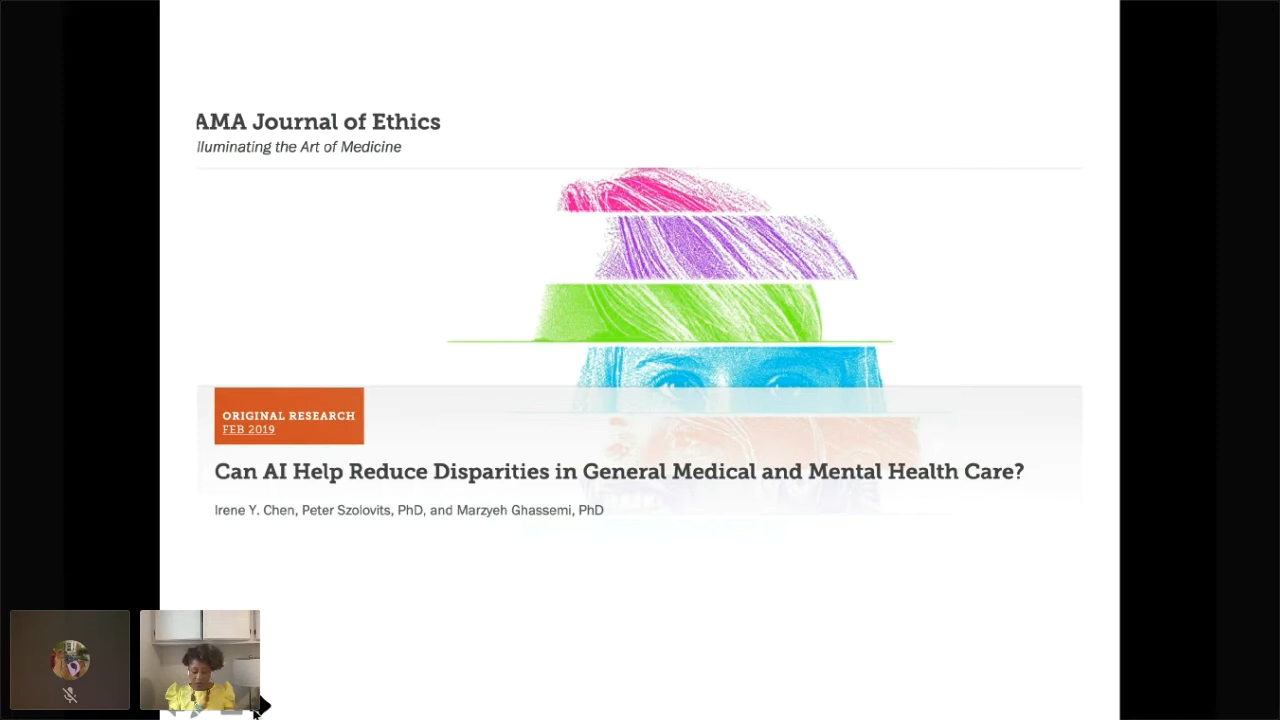 AMA Journal of Ethics
Illuminating the Art of Medicine
ORIGINAL RESEARCH
FEB 2019
Can AI Help Reduce Disparities in General Medical and Mental Health Care?
Irene Y. Chen, Peter Szolovits, PhD, and Marzyeh Ghassemi, PhD